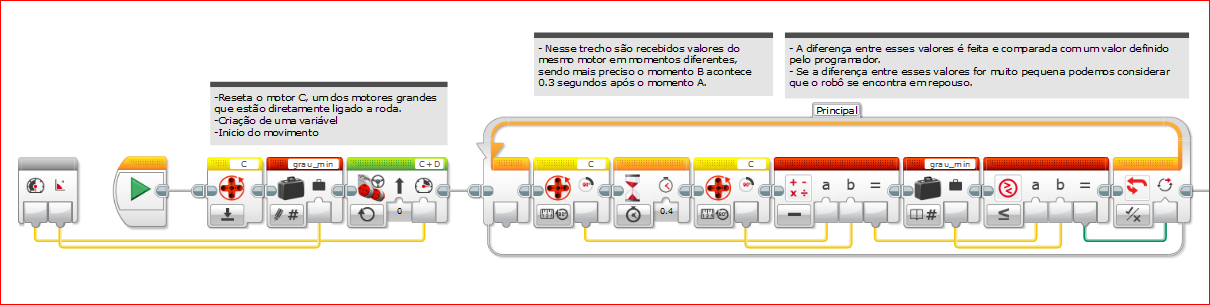 - Nesse trecho são recebidos valores do
mesmo motor em momentos diferentes,
sendo mais preciso o momento B acontece
0.3 segundos após o momento A.
- A diferença entre esses valores é feita e comparada com um valor definido
pelo programador.
- Se a diferença entre esses valores for muito pequena podemos considerar
que o robô se encontra em repouso.
-Reseta o motor C, um dos motores grandes
que estão diretamente ligado a roda.
-Criação de uma variável
-Inicio do movimento
Principal
C
grau_min
C + D
C
C
grau_min
a b =
a b =
#
0
0.4
#
≤